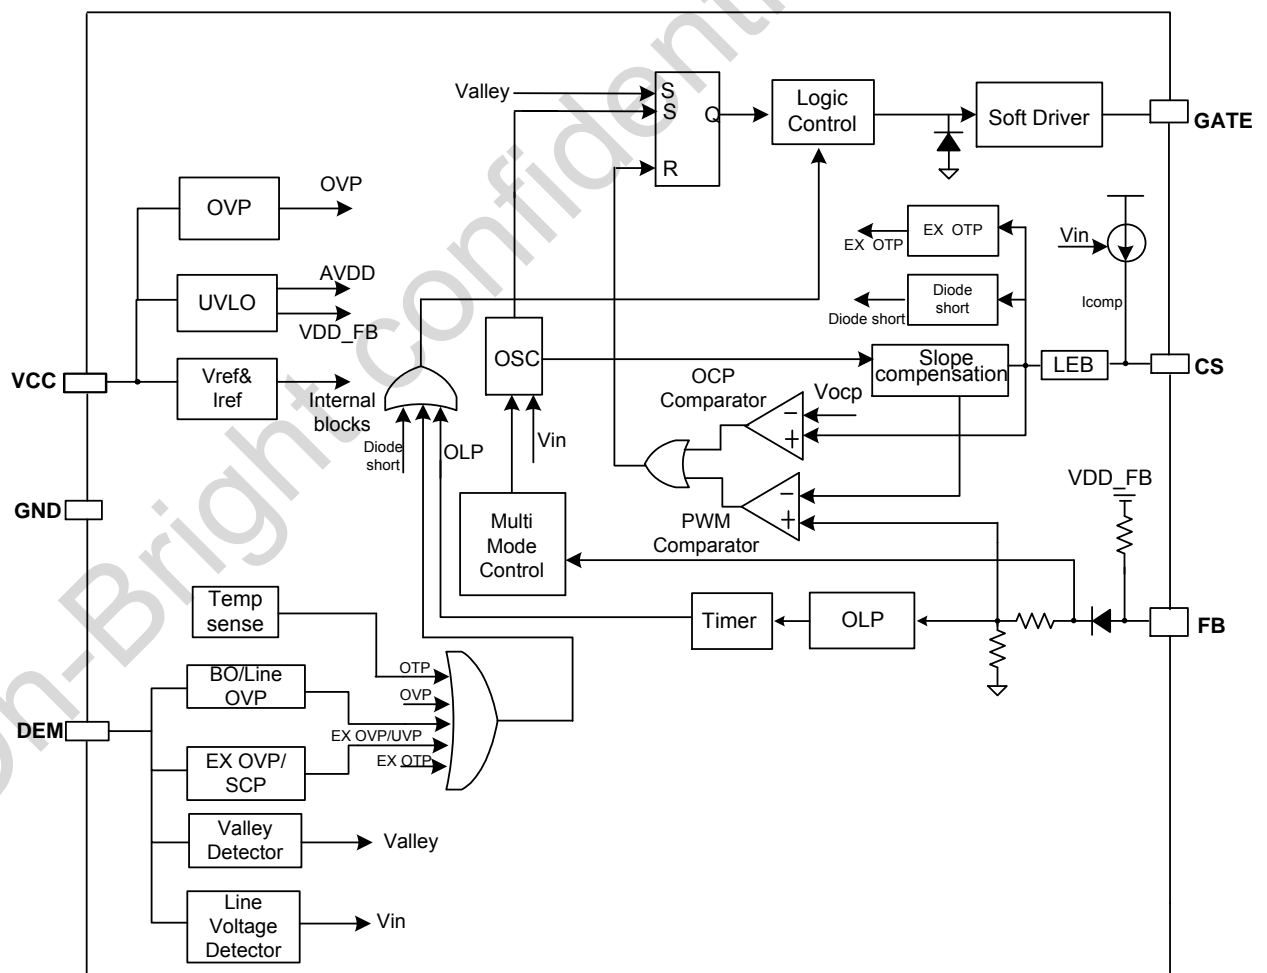 On-Bright confidenti
Valley
S
S
Q
R
Logic
Control
Soft Driver
GATE
OVP
OVP
EX OTP
EX OTP
Vin
UVLO
AVDD
VDD_FB
Diode
short
Diode short
Icomp
VCC
Vref&
Iref
Internal
blocks
OSC
Slope
compensation
LEB
CS
OCP
Comparator
Vocp
Diode
short
OLP
Vin
GND
Multi
Mode
Control
PWM
Comparator
VDD_FB
Temp
sense
Timer
OLP
FB
DEM
BO/Line
OVP
OTP
OVP
EX OVP/UVP
EX OTP
EX OVP/
SCP
Valley
Detector
Valley
Line
Voltage
Detector
Vin